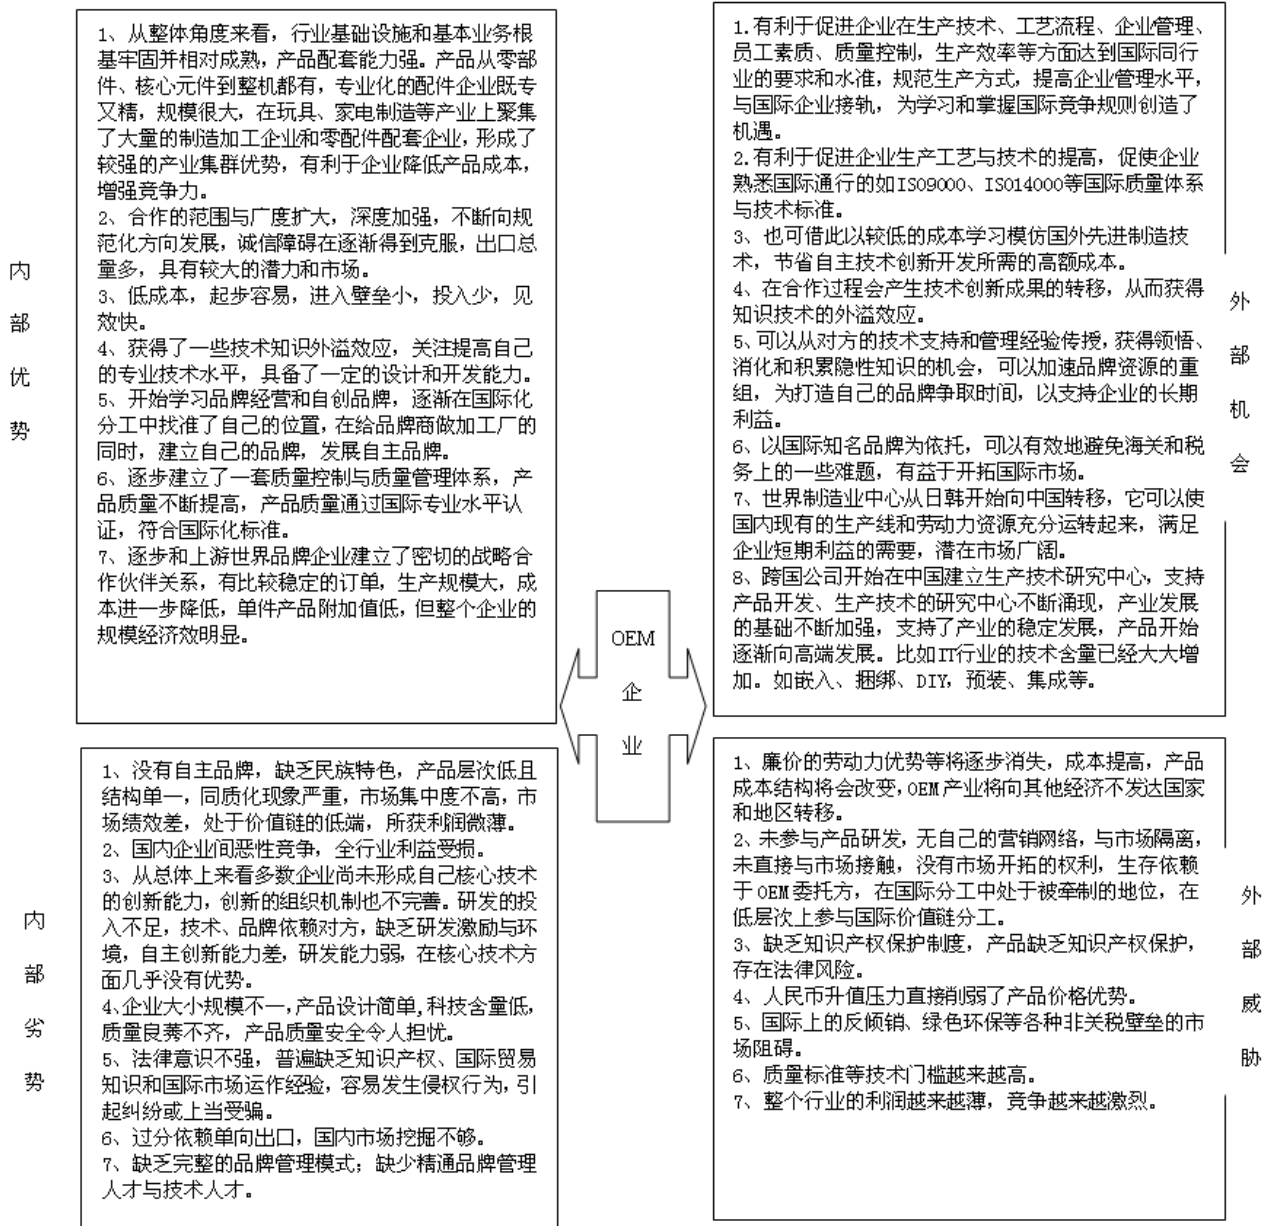 内部优势
1、从整体角度来看，行业基础设施和基本业务根
基牢固并相对成熟，产品配套能力强。产品从零部
件、核心元件到整机都有，专业化的配件企业既专
又精，规模很大，在玩具、家电制造等产业上聚集
了大量的制造加工企业和零配件配套企业，形成了
较强的产业集群优势，有利于企业降低产品成本，
增强竞争力。
2、合作的范围与广度扩大，深度加强，不断向规
范化方向发展，诚信障碍在逐渐得到克服，出口总
量多，具有较大的潜力和市场。
3、低成本，起步容易，进入壁垒小，投入少，见
效快。
4、获得了一些技术知识外溢效应，关注提高自己
的专业技术水平，具备了一定的设计和开发能力。
5、开始学习品牌经营和自创品牌，逐渐在国际化
分工中找准了自己的位置，在给品牌商做加工厂的
同时，建立自己的品牌，发展自主品牌。
6、逐步建立了一套质量控制与质量管理体系，产
品质量不断提高，产品质量通过国际专业水平认
证，符合国际化标准。
7、逐步和上游世界品牌企业建立了密切的战略合
作伙伴关系，有比较稳定的订单，生产规模大，成
本进一步降低，单件产品附加值低，但整个企业的
规模经济效明显。
外部机会
1.有利于促进企业在生产技术、工艺流程、企业管理、
员工素质、质量控制，生产效率等方面达到国际同行
业的要求和水准，规范生产方式，提高企业管理水平，
与国际企业接轨，为学习和掌握国际竞争规则创造了
机遇。
2.有利于促进企业生产工艺与技术的提高，促使企业
熟悉国际通行的如ISO9000、ISO14000等国际质量体系
与技术标准。
3、也可借此以较低的成本学习模仿国外先进制造技
术，节省自主技术创新开发所需的高额成本。
4、在合作过程会产生技术创新成果的转移，从而获得
知识技术的外溢效应。
5、可以从对方的技术支持和管理经验传授，获得领悟、
消化和积累隐性知识的机会，可以加速品牌资源的重
组，为打造自己的品牌争取时间，以支持企业的长期
利益。
6、以国际知名品牌为依托，可以有效地避免海关和税
务上的一些难题，有益于开拓国际市场。
7、世界制造业中心从日韩开始向中国转移，它可以使
国内现有的生产线和劳动力资源充分运转起来，满足
企业短期利益的需要，潜在市场广阔。
8、跨国公司开始在中国建立生产技术研究中心，支持
产品开发、生产技术的研究中心不断涌现，产业发展
的基础不断加强，支持了产业的稳定发展，产品开始
逐渐向高端发展。比如IT行业的技术含量已经大大增
加。如嵌入、捆绑、DIY，预装、集成等。
OEM
企
业
内部劣势
1、没有自主品牌，缺乏民族特色，产品层次低且
结构单一，同质化现象严重，市场集中度不高，市
场绩效差，处于价值链的低端，所获利润微薄。
2、国内企业间恶性竞争，全行业利益受损。
3、从总体上来看多数企业尚未形成自己核心技术
的创新能力，创新的组织机制也不完善。研发的投
入不足，技术、品牌依赖对方，缺乏研发激励与环
境，自主创新能力差，研发能力弱，在核心技术方
面几乎没有优势。
4、企业大小规模不一，产品设计简单，科技含量低，
质量良莠不齐，产品质量安全令人担忧。
5、法律意识不强，普遍缺乏知识产权、国际贸易
知识和国际市场运作经验，容易发生侵权行为，引
起纠纷或上当受骗。
6、过分依赖单向出口，国内市场挖掘不够。
7、缺乏完整的品牌管理模式；缺少精通品牌管理
人才与技术人才。
外部威胁
1、廉价的劳动力优势等将逐步消失，成本提高，产品
成本结构将会改变，OEM产业将向其他经济不发达国家
和地区转移。
2、未参与产品研发，无自己的营销网络，与市场隔离，
未直接与市场接触，没有市场开拓的权利，生存依赖
于OEM委托方，在国际分工中处于被牵制的地位，在
低层次上参与国际价值链分工。
3、缺乏知识产权保护制度，产品缺乏知识产权保护，
存在法律风险。
4、人民币升值压力直接削弱了产品价格优势。
5、国际上的反倾销、绿色环保等各种非关税壁垒的市
场阻碍。
6、质量标准等技术门槛越来越高。
7、整个行业的利润越来越薄，竞争越来越激烈。